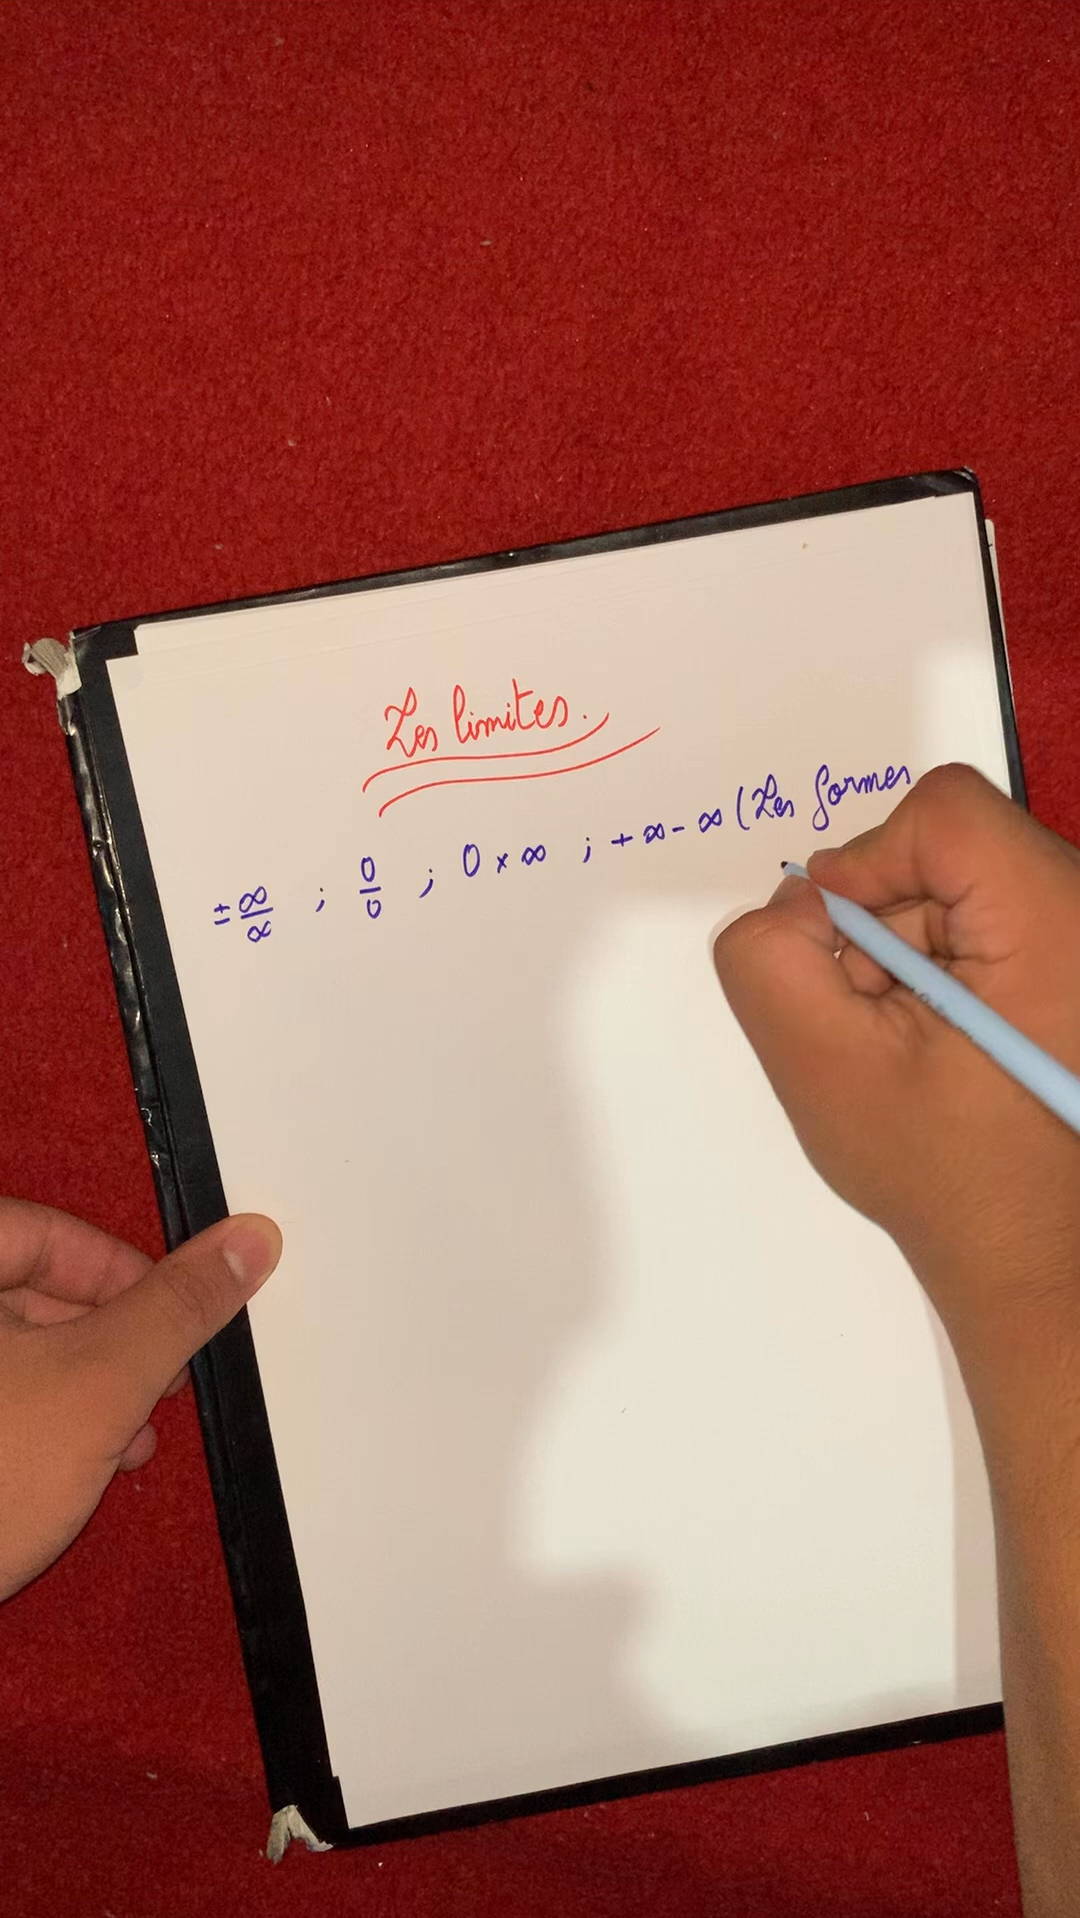 Les limites.
± ∞/∞ ; 0/0 ; 0 × ∞ ; + ∞ - ∞ (Les formes